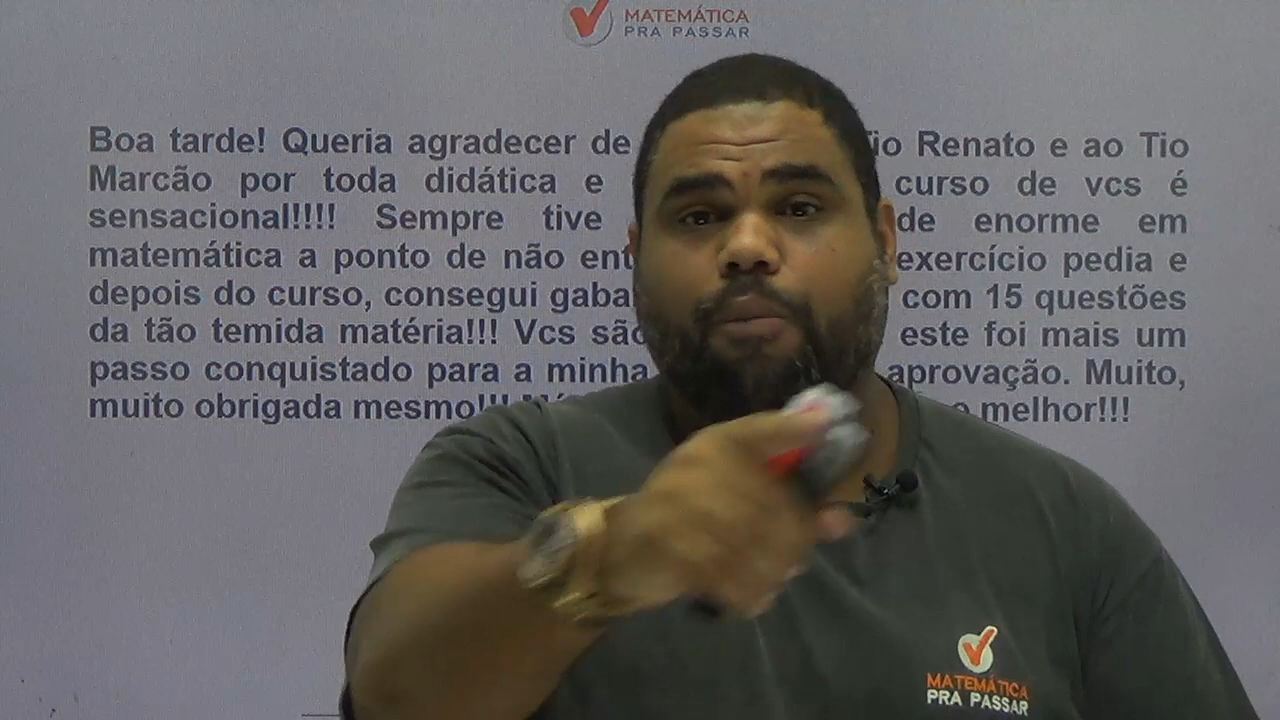 MATEMÁTICA
PRA PASSAR
Boa tarde! Queria agradecer de Tio Renato e ao Tio
Marcão por toda didática e curso de vcs é
sensacional!!!! Sempre tive de enorme em
matemática a ponto de não ent exercício pedia e
depois do curso, consegui gaba com 15 questões
da tão temida matéria!!! Vcs são este foi mais um
passo conquistado para a minha aprovação. Muito,
muito obrigada mesmo!!! o melhor!!!
MATEMÁTICA
PRA PASSAR